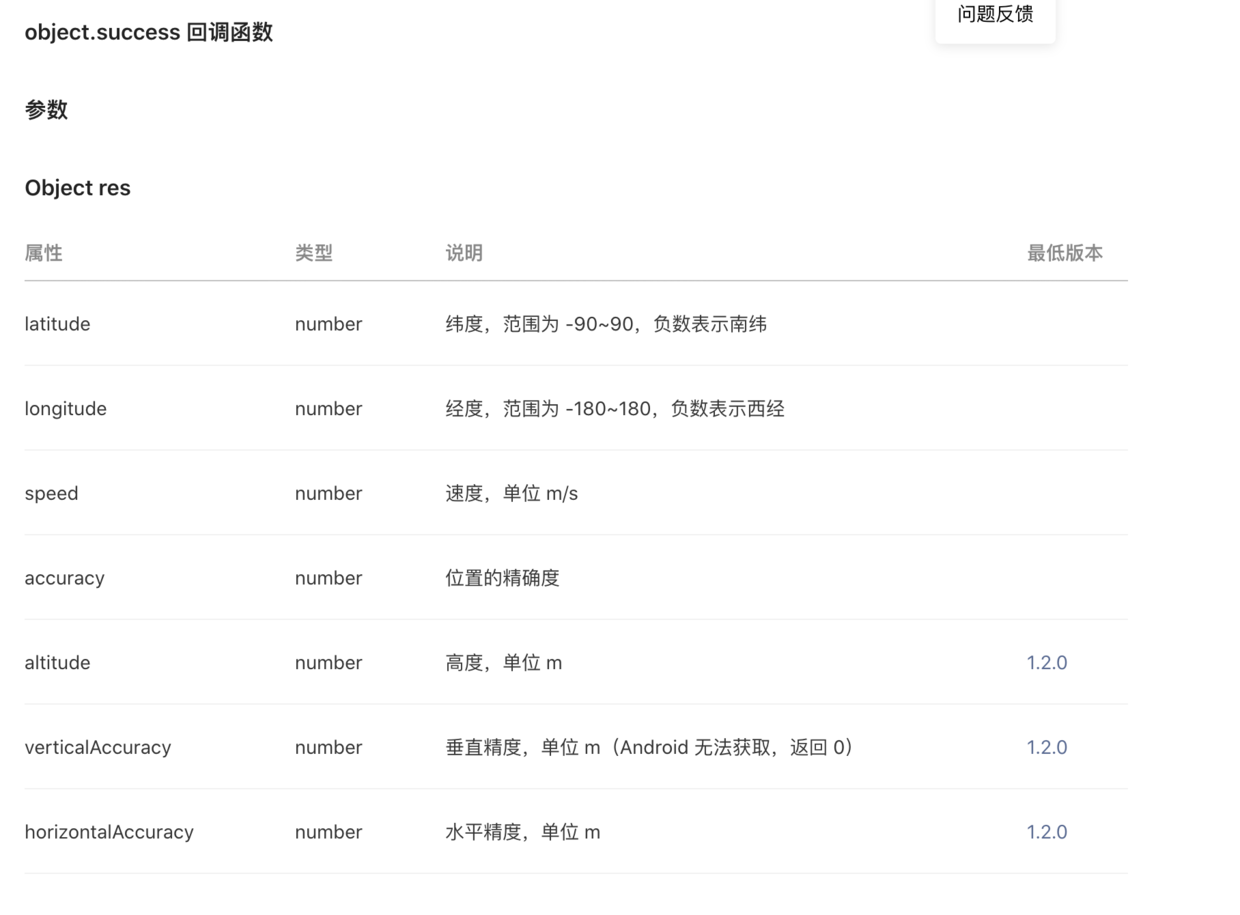 object.success 回调函数
问题反馈
参数
Object res
属性 类型 说明 最低版本
latitude number 纬度，范围为 -90~90，负数表示南纬
longitude number 经度，范围为 -180~180，负数表示西经
speed number 速度，单位 m/s
accuracy number 位置的精确度
altitude number 高度，单位 m 1.2.0
verticalAccuracy number 垂直精度，单位 m（Android 无法获取，返回 0） 1.2.0
horizontalAccuracy number 水平精度，单位 m 1.2.0